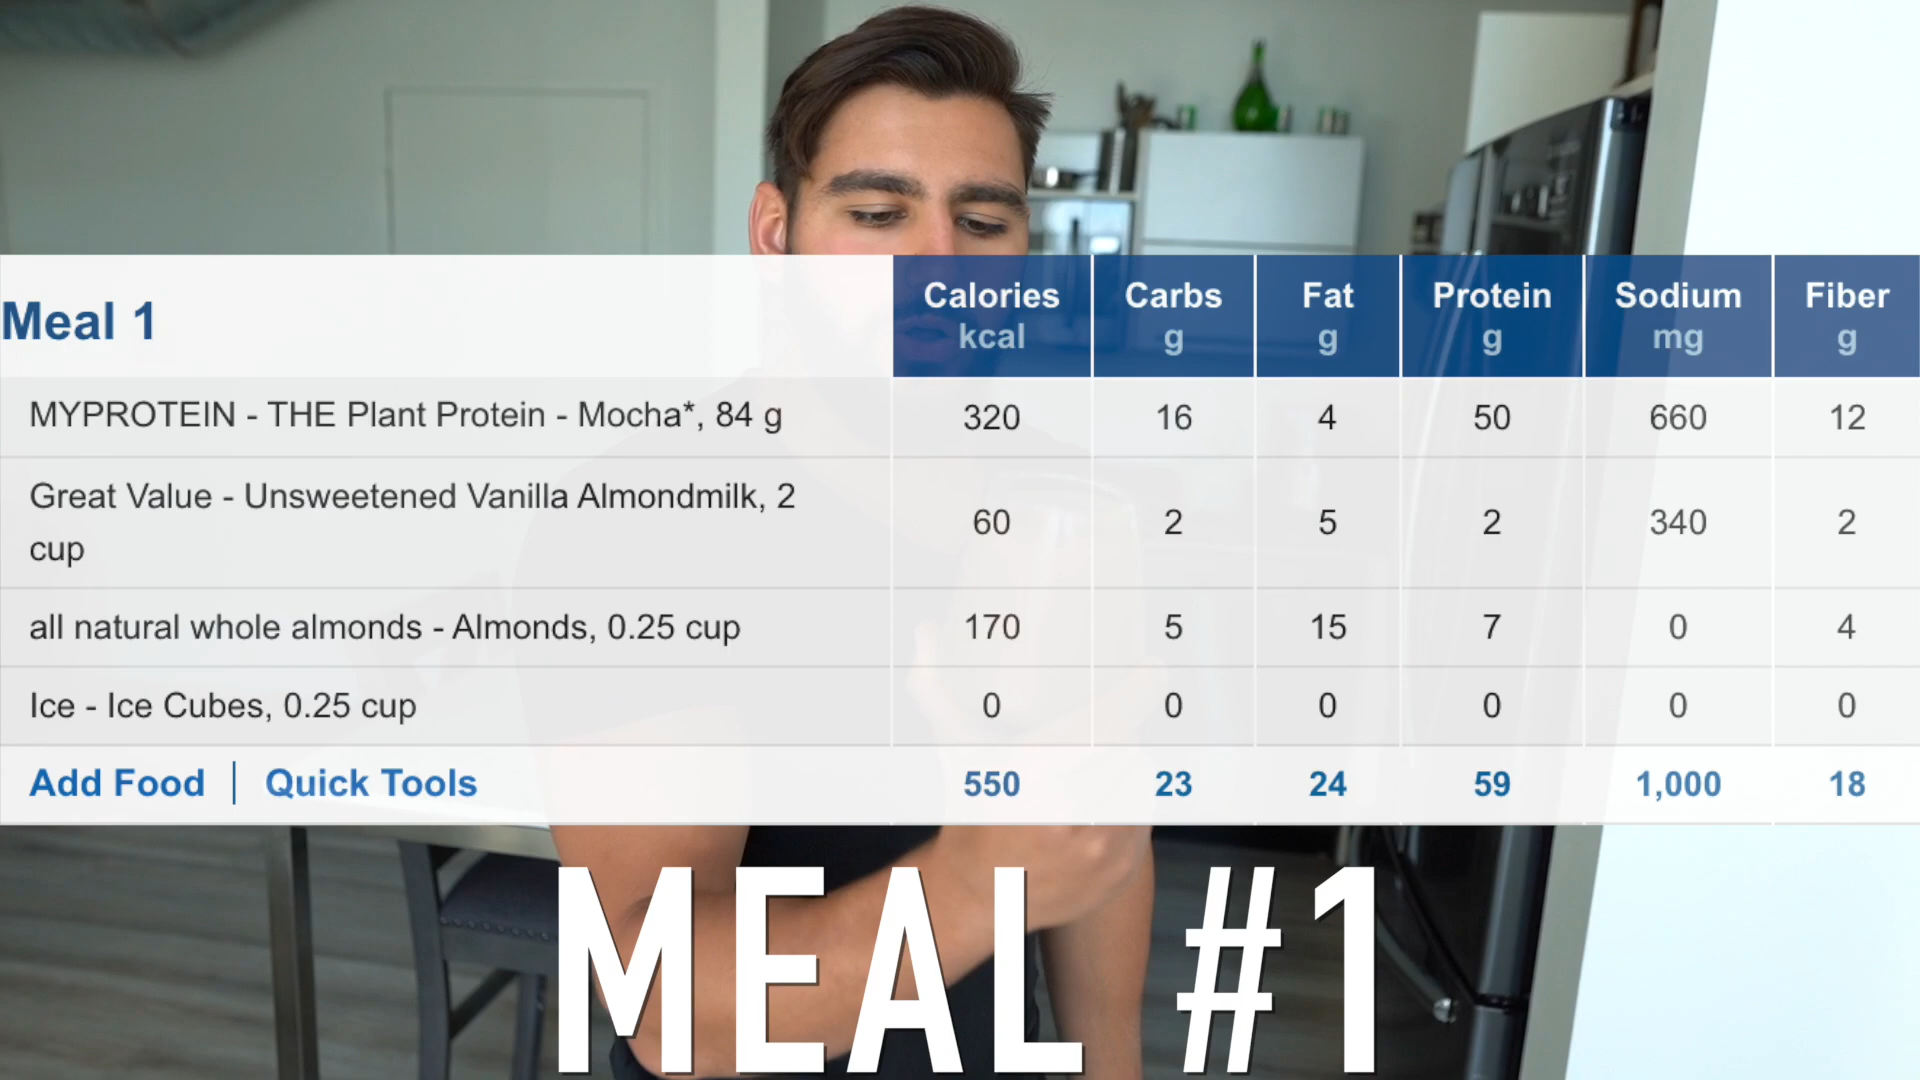 Meal 1 Calories Carbs Fat Protein Sodium Fiber
kcal g g g mg g
MYPROTEIN - THE Plant Protein - Mocha*, 84 g 320 16 4 50 660 12
Great Value - Unsweetened Vanilla Almondmilk, 2
cup 60 2 5 2 340 2
all natural whole almonds - Almonds, 0.25 cup 170 5 15 7 0 4
Ice - Ice Cubes, 0.25 cup 0 0 0 0 0 0
Add Food | Quick Tools 550 23 24 59 1,000 18
MEAL #1